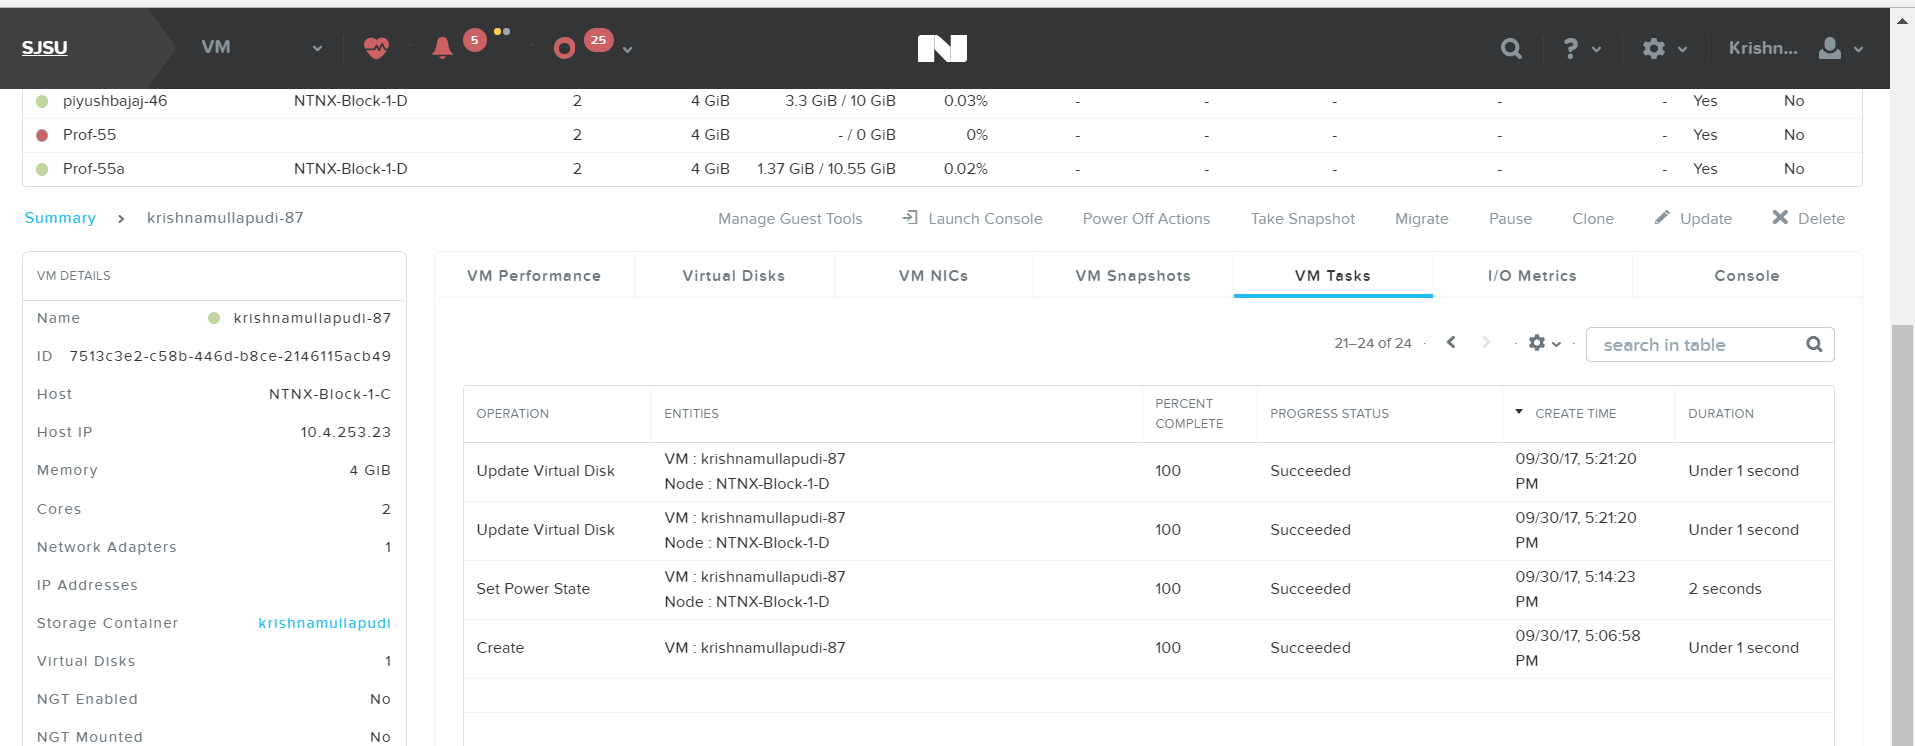 SJSU VM 5 25 Krishn...
piyushbajaj-46 NTNX-Block-1-D 2 4 GiB 3.3 GiB / 10 GiB 0.03% - - - - - Yes No
Prof-55 2 4 GiB - / 0 GiB 0% - - - - - Yes No
Prof-55a NTNX-Block-1-D 2 4 GiB 1.37 GiB / 10.55 GiB 0.02% - - - - - Yes No
Summary > krishnamullapudi-87 Manage Guest Tools Launch Console Power Off Actions Take Snapshot Migrate Pause Clone Update Delete
VM DETAILS
Name krishnamullapudi-87
ID 7513c3e2-c58b-446d-b8ce-2146115acb49
Host NTNX-Block-1-C
Host IP 10.4.253.23
Memory 4 GiB
Cores 2
Network Adapters 1
IP Addresses
Storage Container krishnamullapudi
Virtual Disks 1
NGT Enabled No
NGT Mounted No
VM Performance Virtual Disks VM NICs VM Snapshots VM Tasks I/O Metrics Console
21–24 of 24 search in table
OPERATION ENTITIES PERCENT COMPLETE PROGRESS STATUS CREATE TIME DURATION
Update Virtual Disk VM : krishnamullapudi-87 100 Succeeded 09/30/17, 5:21:20 Under 1 second
Node : NTNX-Block-1-D PM
Update Virtual Disk VM : krishnamullapudi-87 100 Succeeded 09/30/17, 5:21:20 Under 1 second
Node : NTNX-Block-1-D PM
Set Power State VM : krishnamullapudi-87 100 Succeeded 09/30/17, 5:14:23 2 seconds
Node : NTNX-Block-1-D PM
Create VM : krishnamullapudi-87 100 Succeeded 09/30/17, 5:06:58 Under 1 second
PM